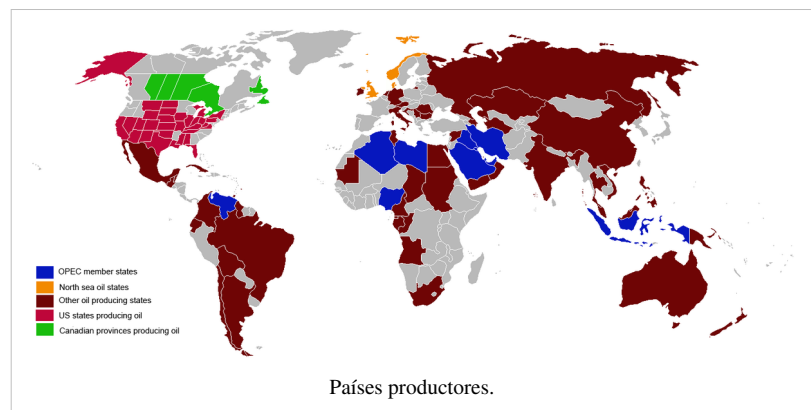 OPEC member states
North sea oil states
Other oil producing states
US states producing oil
Canadian provinces producing oil
Países productores.